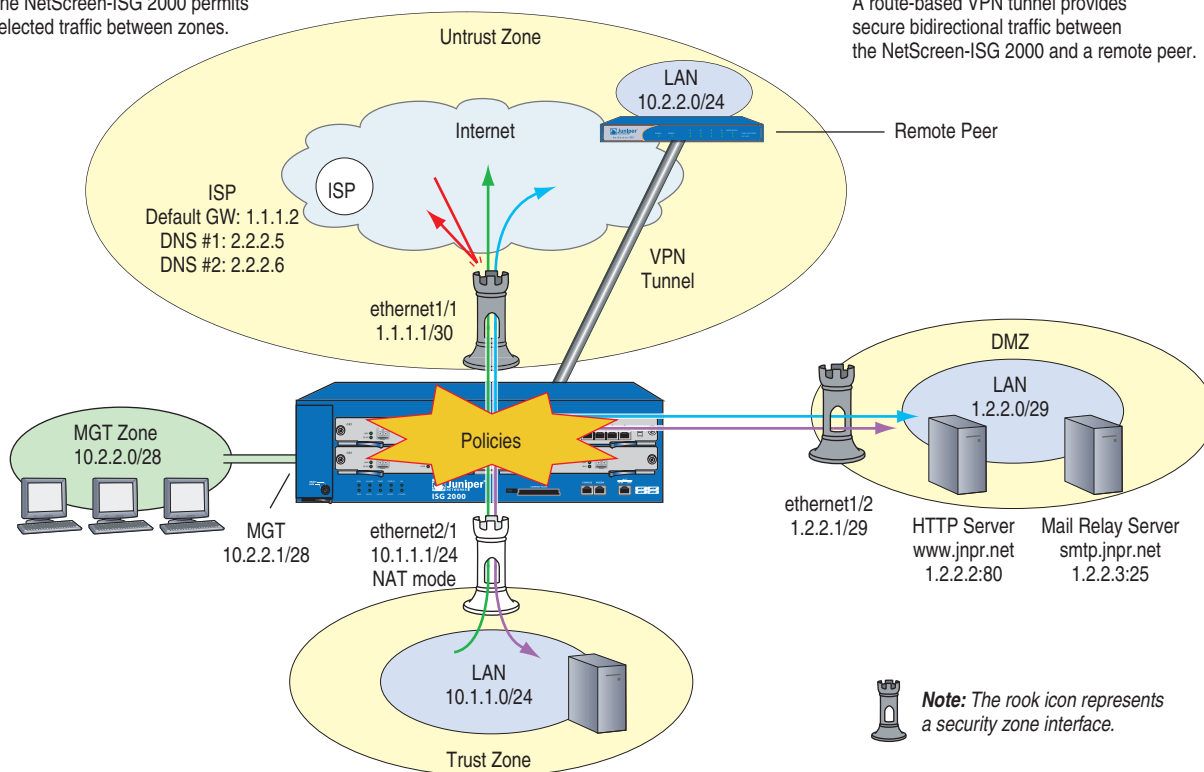 he NetScreen-ISG 2000 permits
elected traffic between zones.
A route-based VPN tunnel provides
secure bidirectional traffic between
the NetScreen-ISG 2000 and a remote peer.
Untrust Zone
LAN
10.2.2.0/24
Juniper
Remote Peer
Internet
ISP
ISP
Default GW: 1.1.1.2
DNS #1: 2.2.2.5
DNS #2: 2.2.2.6
VPN
Tunnel
ethernet1/1
1.1.1.1/30
DMZ
LAN
1.2.2.0/29
MGT Zone
10.2.2.0/28
Policies
Juniper
ISG 2000
MGT
10.2.2.1/28
ethernet2/1
10.1.1.1/24
NAT mode
ethernet1/2
1.2.2.1/29
HTTP Server
www.jnpr.net
1.2.2.2:80
Mail Relay Server
smtp.jnpr.net
1.2.2.3:25
LAN
10.1.1.0/24
Trust Zone
Note: The rook icon represents
a security zone interface.